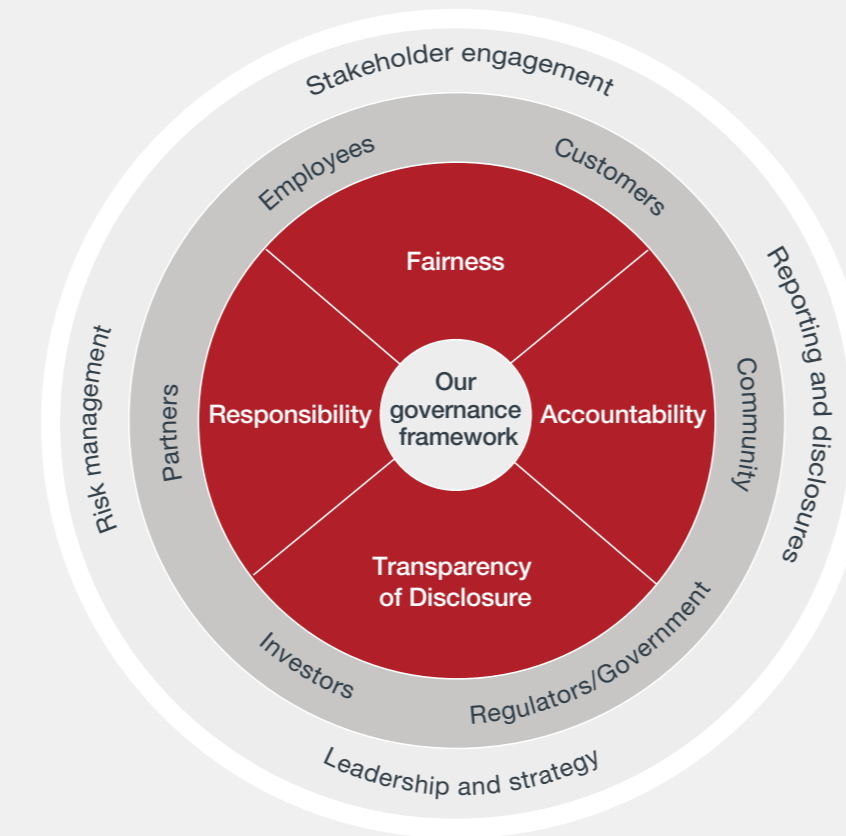 Stakeholder engagement
Employees
Customers
Fairness
Reporting and disclosures
Risk management
Partners
Responsibility
Our
governance
framework
Accountability
Community
Transparency
of Disclosure
Investors
Regulators/Government
Leadership and strategy